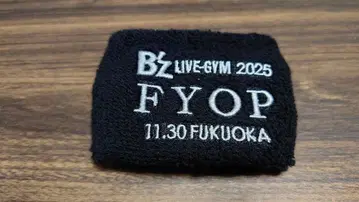 B'z LIVE-GYM 2025
FYOP
11.30 FUKUOKA